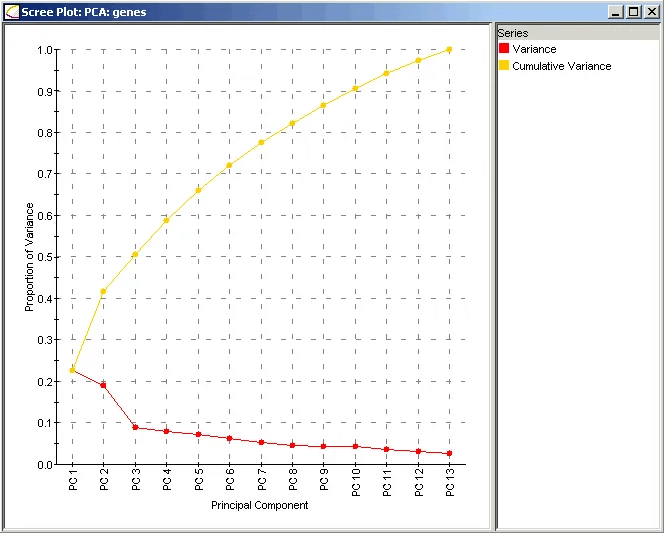 Scree Plot: PCA: genes
Series
Variance
Cumulative Variance
Proportion of Variance
1.0
0.9
0.8
0.7
0.6
0.5
0.4
0.3
0.2
0.1
0.0
PC 1
PC 2
PC 3
PC 4
PC 5
PC 6
PC 7
PC 8
PC 9
PC 10
PC 11
PC 12
PC 13
Principal Component